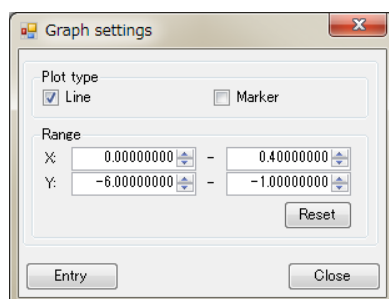 Graph settings
Plot type
Line Marker
Range
X: 0.00000000 - 0.40000000
Y: -6.00000000 - -1.00000000
Reset
Entry Close